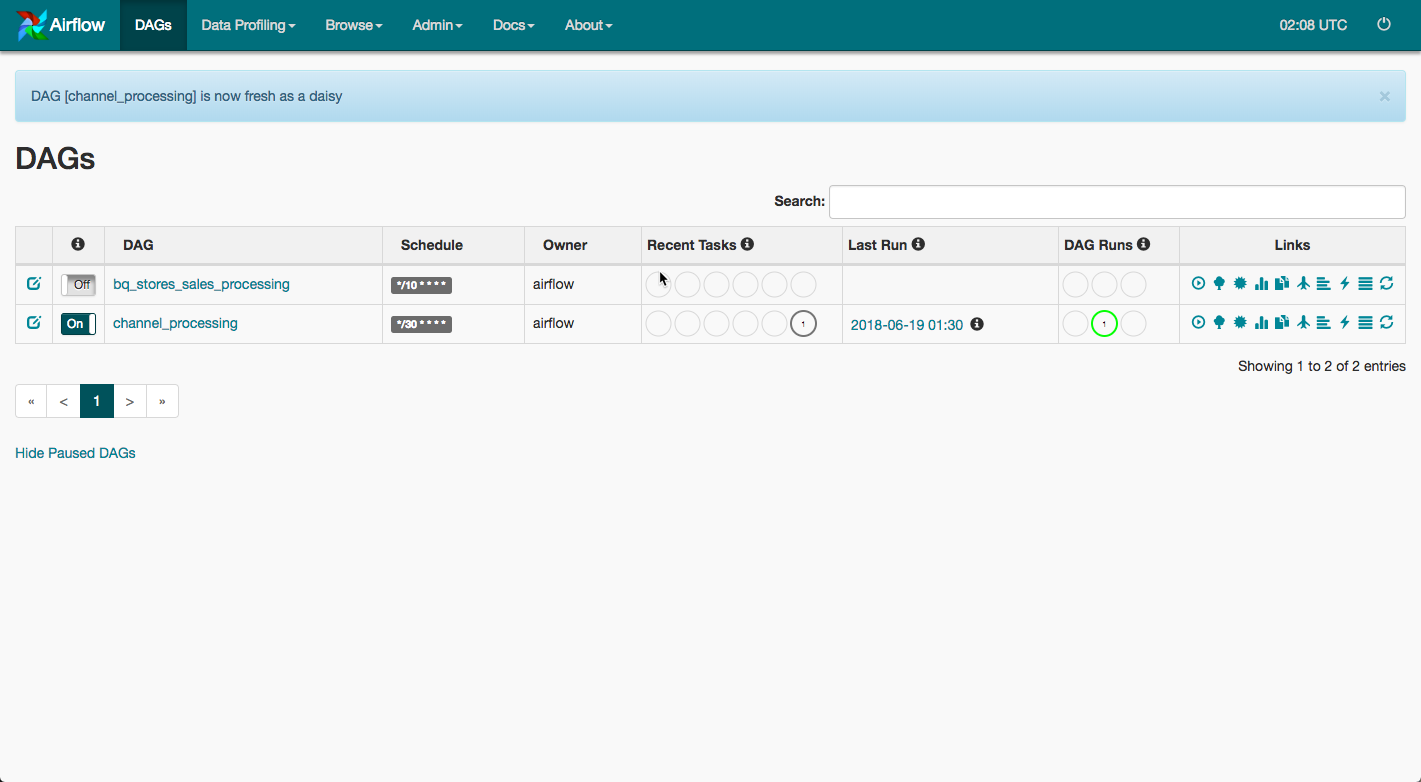 Airflow DAGs Data Profiling Browse Admin Docs About 02:08 UTC
DAG [channel_processing] is now fresh as a daisy ×
DAGs
Search:
DAG Schedule Owner Recent Tasks Last Run DAG Runs Links
Off bq_stores_sales_processing */10 * * * * airflow
On channel_processing */30 * * * * airflow 1 2018-06-19 01:30 1
Showing 1 to 2 of 2 entries
« < 1 > »
Hide Paused DAGs